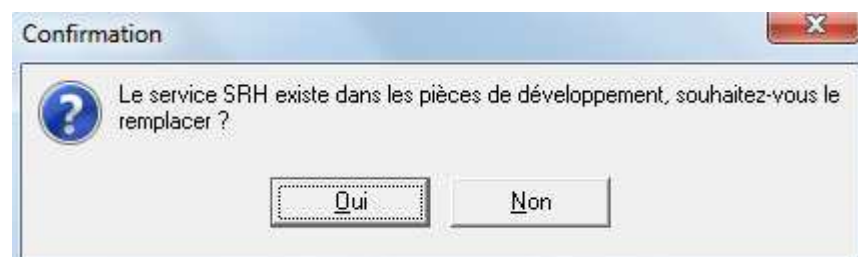 Confirmation
Le service SRH existe dans les pièces de développement, souhaitez-vous le
remplacer ?
Oui Non